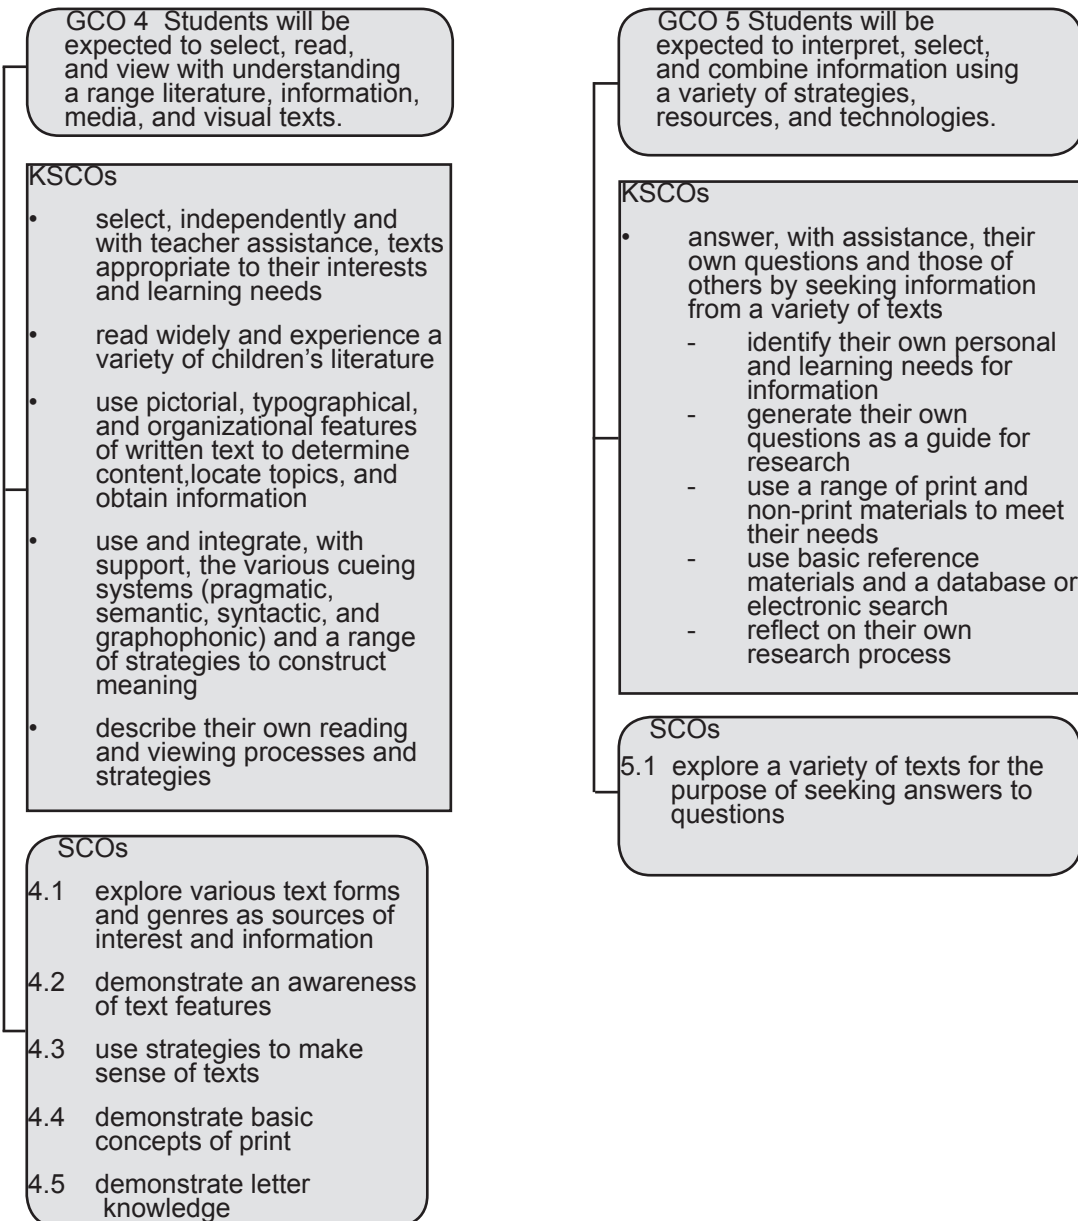 GCO 4  Students will be
expected to select, read,
and view with understanding
a range literature, information,
media, and visual texts.
KSCOs
• select, independently and
with teacher assistance, texts
appropriate to their interests
and learning needs
• read widely and experience a
variety of children’s literature
• use pictorial, typographical,
and organizational features
of written text to determine
content,locate topics, and
obtain information
• use and integrate, with
support, the various cueing
systems (pragmatic,
semantic, syntactic, and
graphophonic) and a range
of strategies to construct
meaning
• describe their own reading
and viewing processes and
strategies
SCOs
4.1 explore various text forms
and genres as sources of
interest and information
4.2 demonstrate an awareness
of text features
4.3 use strategies to make
sense of texts
4.4 demonstrate basic
concepts of print
4.5 demonstrate letter
knowledge
GCO 5 Students will be
expected to interpret, select,
and combine information using
a variety of strategies,
resources, and technologies.
KSCOs
• answer, with assistance, their
own questions and those of
others by seeking information
from a variety of texts
- identify their own personal
and learning needs for
information
- generate their own
questions as a guide for
research
- use a range of print and
non-print materials to meet
their needs
- use basic reference
materials and a database or
electronic search
- reflect on their own
research process
SCOs
5.1 explore a variety of texts for the
purpose of seeking answers to
questions